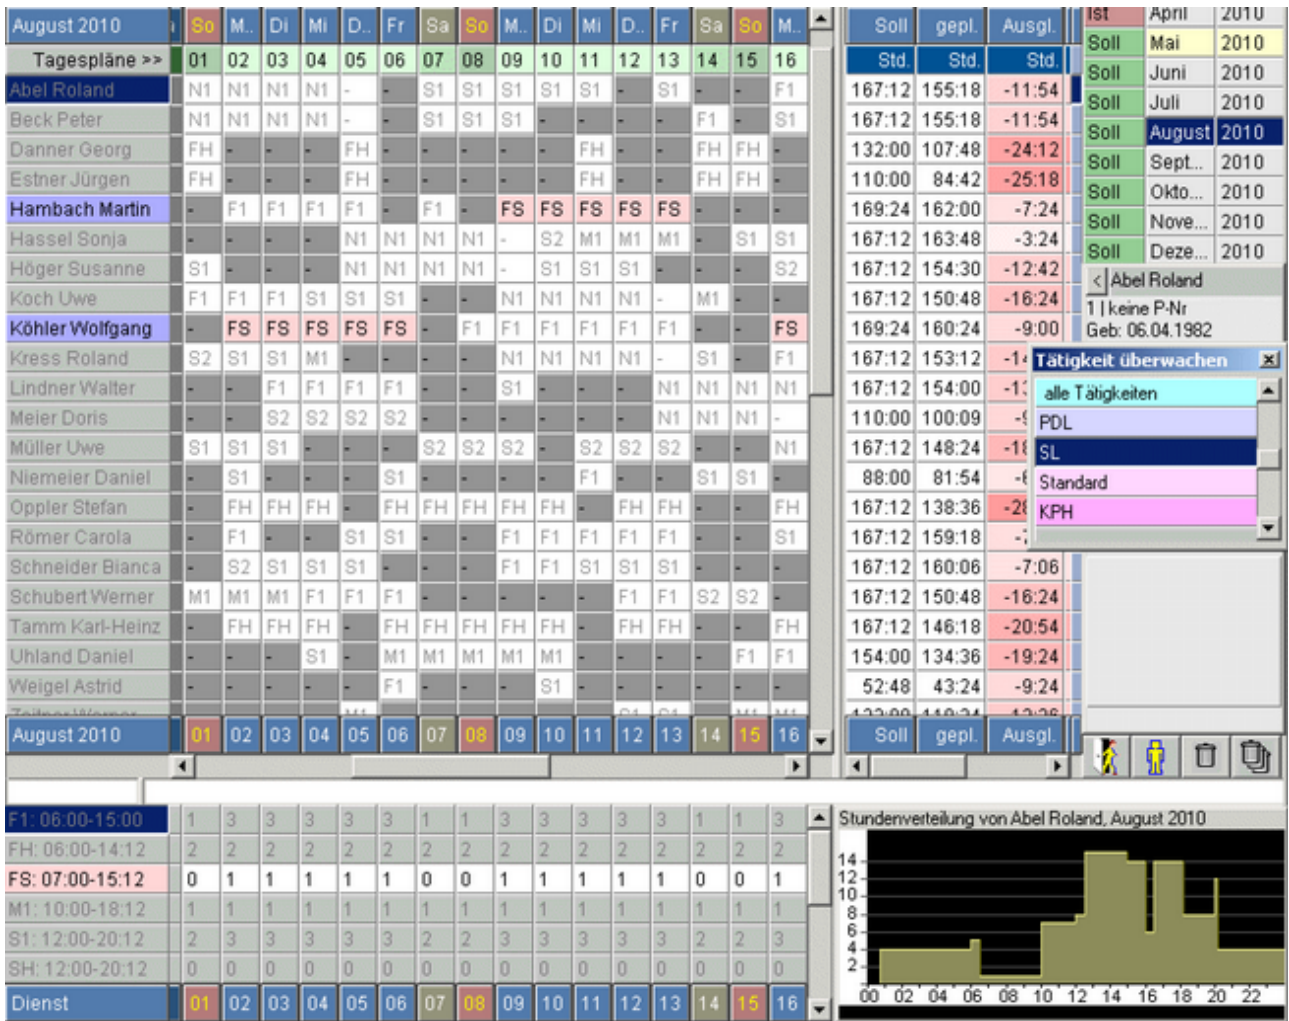 August 2010 So M.. Di Mi D.. Fr Sa So M.. Di Mi D.. Fr Sa So M.. Soll gepl. Ausgl.
Tagespläne >> 01 02 03 04 05 06 07 08 09 10 11 12 13 14 15 16 Std. Std. Std.
Abel Roland N1 N1 N1 N1 - - S1 S1 S1 S1 S1 - S1 - - F1 167:12 155:18 -11:54
Beck Peter N1 N1 N1 N1 - - S1 S1 S1 - - - - F1 - S1 167:12 155:18 -11:54
Danner Georg FH - - - FH - - - - - FH - - FH FH - 132:00 107:48 -24:12
Estner Jürgen FH - - - FH - - - - - FH - - FH FH - 110:00 84:42 -25:18
Hambach Martin - F1 F1 F1 F1 - F1 - FS FS FS FS FS - - - 169:24 162:00 -7:24
Hassel Sonja - - - - N1 N1 N1 N1 - S2 M1 M1 M1 - S1 S1 167:12 163:48 -3:24
Höger Susanne S1 - - - N1 N1 N1 N1 - S1 S1 S1 - - - S2 167:12 154:30 -12:42
Koch Uwe F1 F1 F1 S1 S1 S1 - - N1 N1 N1 N1 - M1 - - 167:12 150:48 -16:24
Köhler Wolfgang - FS FS FS FS FS - F1 F1 F1 F1 F1 F1 - - FS 169:24 160:24 -9:00
Kress Roland S2 S1 S1 M1 - - - - N1 N1 N1 N1 - S1 - F1 167:12 153:12
Lindner Walter - - F1 F1 F1 F1 - - S1 - - - N1 N1 N1 N1 167:12 154:00
Meier Doris - - S2 S2 S2 S2 - - - - - - N1 N1 N1 - 110:00 100:09
Müller Uwe S1 S1 S1 - - - S2 S2 S2 - S2 S2 S2 - - N1 167:12 148:24
Niemeier Daniel - S1 - - - S1 - - - - F1 - - S1 S1 - 88:00 81:54
Oppler Stefan - FH FH FH - FH FH FH FH FH - FH FH - - FH 167:12 138:36
Römer Carola - F1 - - S1 S1 - - F1 F1 F1 F1 F1 - - S1 167:12 159:18
Schneider Bianca - S2 S1 S1 S1 - - - F1 F1 S1 S1 S1 - - - 167:12 160:06 -7:06
Schubert Werner M1 M1 M1 F1 F1 F1 - - - - - F1 F1 S2 S2 - 167:12 150:48 -16:24
Tamm Karl-Heinz - FH FH FH - FH FH FH FH FH - FH FH - - FH 167:12 146:18 -20:54
Uhland Daniel - - - S1 - M1 M1 M1 M1 M1 - - - - F1 F1 154:00 134:36 -19:24
Weigel Astrid - - - - - F1 - - - S1 - - - - - - 52:48 43:24 -9:24
August 2010 01 02 03 04 05 06 07 08 09 10 11 12 13 14 15 16 Soll gepl. Ausgl.
Ist April 2010
Soll Mai 2010
Soll Juni 2010
Soll Juli 2010
Soll August 2010
Soll Sept... 2010
Soll Okto... 2010
Soll Nove... 2010
Soll Deze... 2010
< Abel Roland
1 | keine P-Nr
Geb: 06.04.1982
Tätigkeit überwachen
alle Tätigkeiten
PDL
SL
Standard
KPH
F1: 06:00-15:00 1 3 3 3 3 3 1 1 3 3 3 3 3 1 1 3
FH: 06:00-14:12 2 2 2 2 2 2 2 2 2 2 2 2 2 2 2 2
FS: 07:00-15:12 0 1 1 1 1 1 0 0 1 1 1 1 1 0 0 1
M1: 10:00-18:12 1 1 1 1 1 1 1 1 1 1 1 1 1 1 1 1
S1: 12:00-20:12 2 3 3 3 3 3 2 2 3 3 3 3 3 2 2 3
SH: 12:00-20:12 0 0 0 0 0 0 0 0 0 0 0 0 0 0 0 0
Dienst 01 02 03 04 05 06 07 08 09 10 11 12 13 14 15 16
Stundenverteilung von Abel Roland, August 2010
14
12
10
8
6
4
2
00 02 04 06 08 10 12 14 16 18 20 22